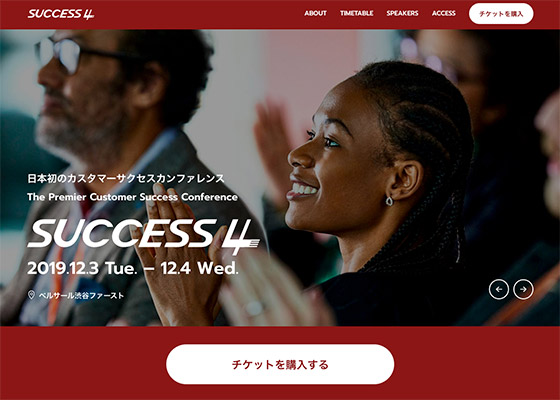 SUCCESS 4
ABOUT TIMETABLE SPEAKERS ACCESS チケットを購入
日本初のカスタマーサクセスカンファレンス
The Premier Customer Success Conference
SUCCESS 4
2019.12.3 Tue. – 12.4 Wed.
ベルサール渋谷ファースト
チケットを購入する